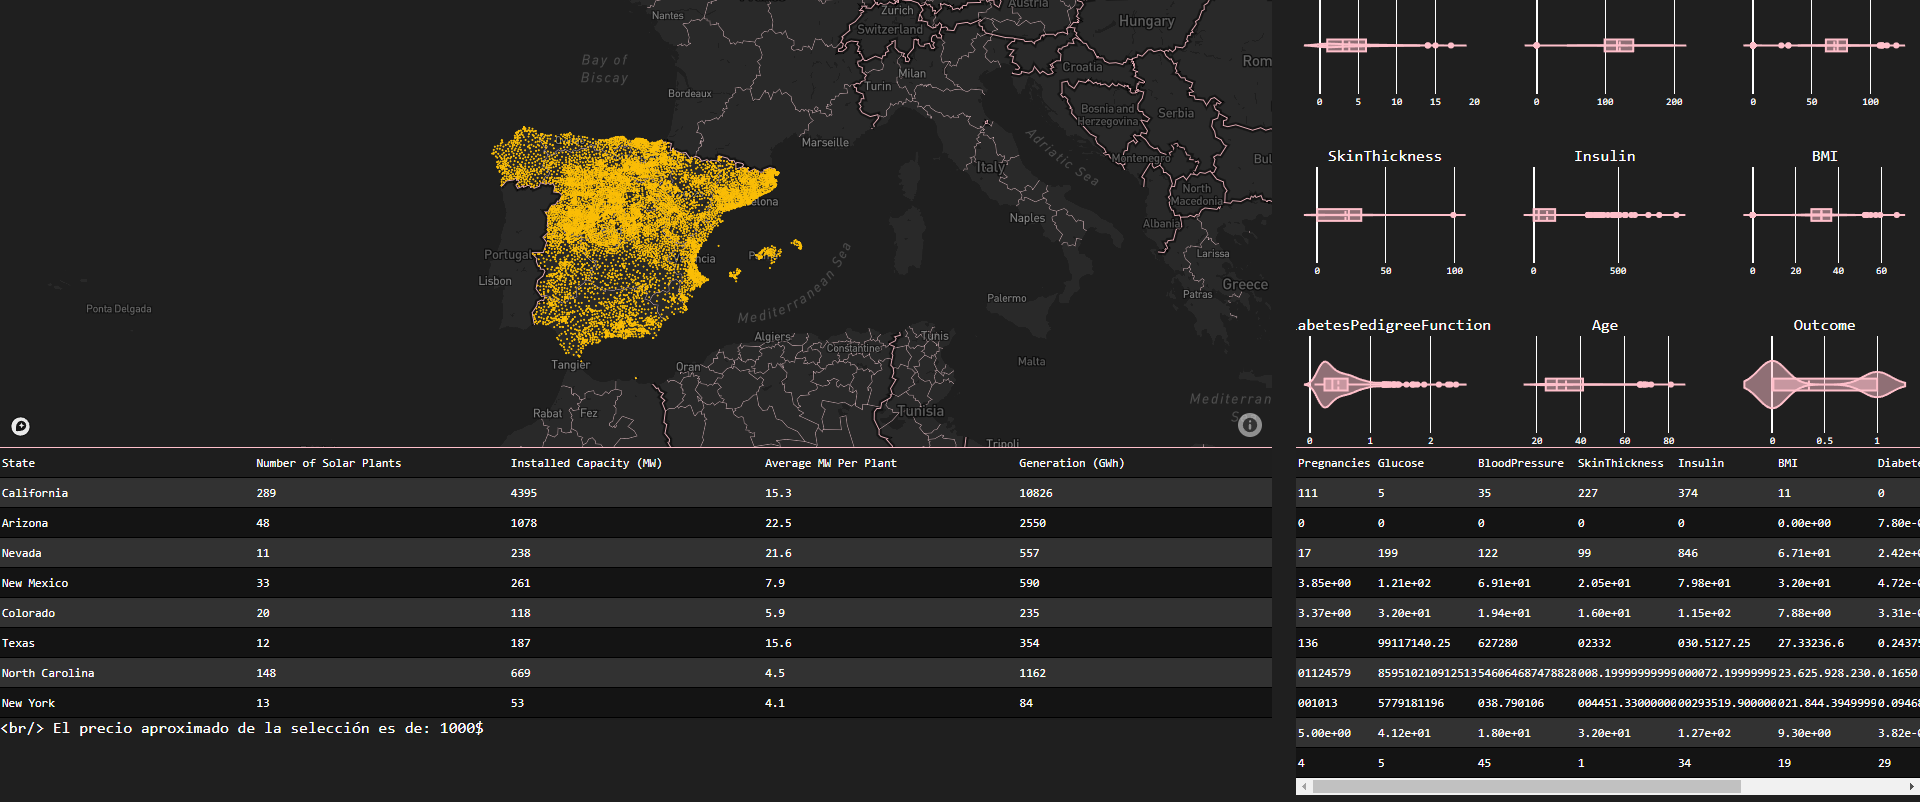 Nantes
Zurich
Switzerland
Austria
Hungary
Bay of
Biscay
Milan
Croatia
Rom
Turin
Bordeaux
Bosnia and
Herzegovina
Serbia
Marseille
Adriatic Sea
Montenegro
Bul
Italy
North
Macedonia
Naples
Albania
Portugal
Larissa
Lisbon
Greece
Patras
Palermo
Mediterranean Sea
Ponta Delgada
Algiers
Tunis
Constantine
Tangier
Oran
Malta
Mediterran
Rabat
Fez
Tunisia
Tripoli
0 5 10 15 20
0 100 200
0 50 100
SkinThickness
Insulin
BMI
0 50 100
0 500
0 20 40 60
abetesPedigreeFunction
Age
Outcome
0 1 2
20 40 60 80
0 0.5 1
State Number of Solar Plants Installed Capacity (MW) Average MW Per Plant Generation (GWh)
California 289 4395 15.3 10826
Arizona 48 1078 22.5 2550
Nevada 11 238 21.6 557
New Mexico 33 261 7.9 590
Colorado 20 118 5.9 235
Texas 12 187 15.6 354
North Carolina 148 669 4.5 1162
New York 13 53 4.1 84
<br/> El precio aproximado de la selección es de: 1000$
Pregnancies Glucose BloodPressure SkinThickness Insulin BMI Diabete
111 5 35 227 374 11 0
0 0 0 0 0 0.00e+00 7.80e-
17 199 122 99 846 6.71e+01 2.42e+
3.85e+00 1.21e+02 6.91e+01 2.05e+01 7.98e+01 3.20e+01 4.72e-
3.37e+00 3.20e+01 1.94e+01 1.60e+01 1.15e+02 7.88e+00 3.31e-
136 99117140.25 627280 02332 030.5127.25 27.33236.6 0.2437
01124579 859510210912513 546064687478828 008.1999999999 000072.19999999 23.625.928.230. 0.1650
001013 5779181196 038.790106 004451.33000000 00293519.900000 021.844.3949999 0.0946
5.00e+00 4.12e+01 1.80e+01 3.20e+01 1.27e+02 9.30e+00 3.82e-
4 5 45 1 34 19 29